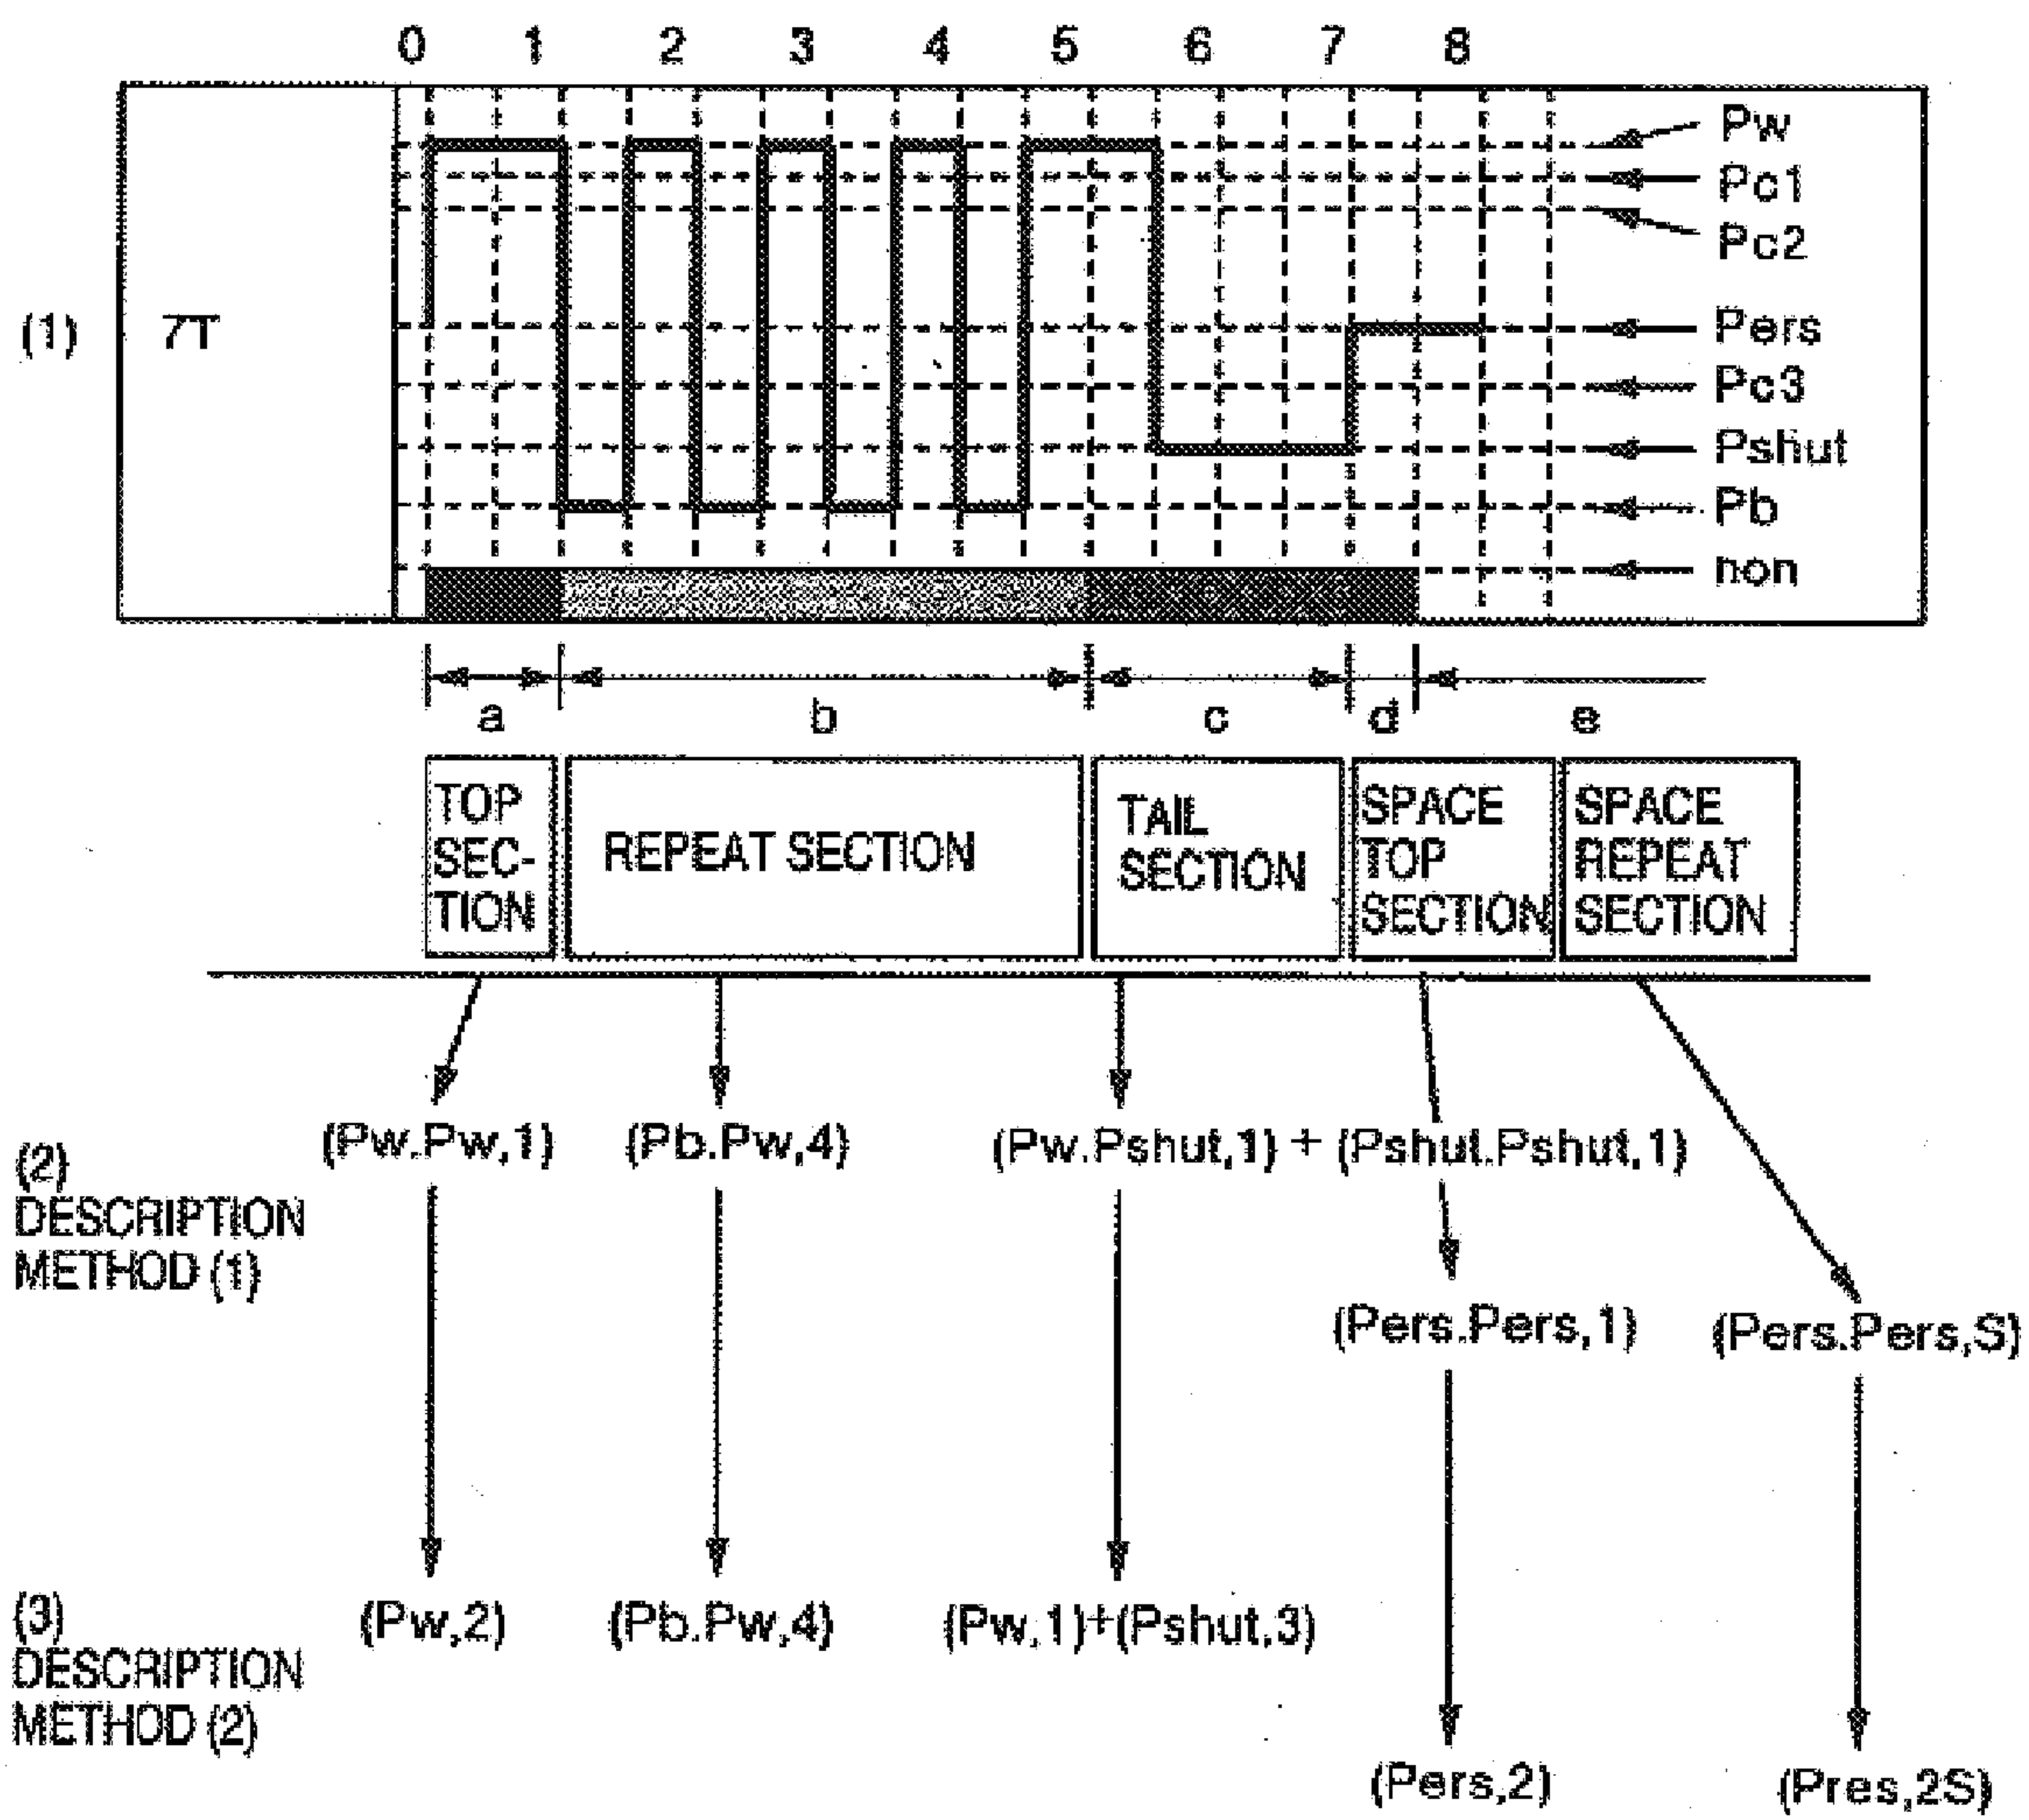 0 1 2 3 4 5 6 7 8
Pw
Pc1
Pc2
(1) 7T
Pers
Pc3
Pshut
Pb
non
a b c d e
TOP
SEC-
TION
REPEAT SECTION
TAIL
SECTION
SPACE
TOP
SECTION
SPACE
REPEAT
SECTION
(2)
DESCRIPTION
METHOD (1)
(Pw.Pw,1) (Pb.Pw,4) (Pw.Pshut,1) + (Pshut.Pshut,1)
(Pers.Pers,1) (Pers.Pers,S)
(3)
DESCRIPTION
METHOD (2)
(Pw,2) (Pb.Pw,4) (Pw,1)+(Pshut,3)
(Pers,2) (Pres,2S)